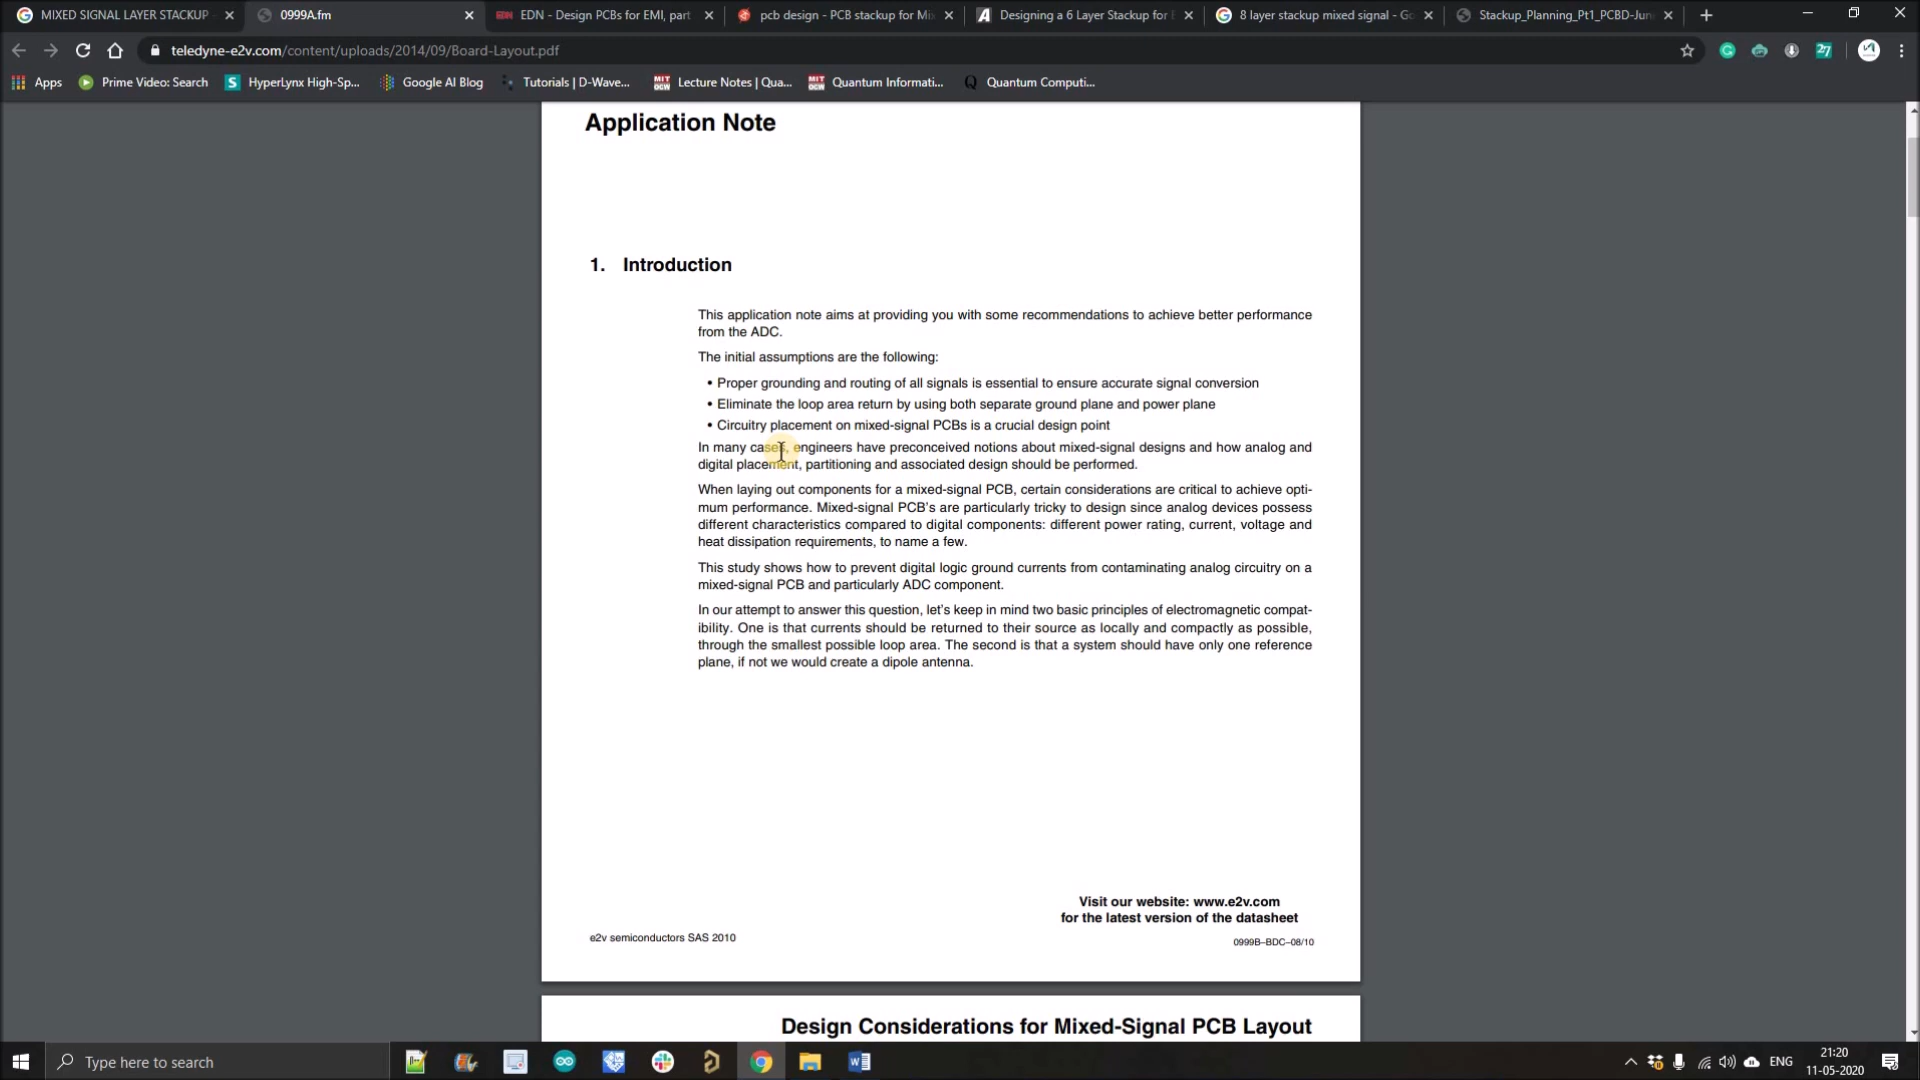 MIXED SIGNAL LAYER STACKUP
0999A.fm
EDN - Design PCBs for EMI, part
pcb design - PCB stackup for Mi
Designing a 6 Layer Stackup for
8 layer stackup mixed signal - Go
Stackup_Planning_Pt1_PCBD-Jun
teledyne-e2v.com/content/uploads/2014/09/Board-Layout.pdf
27
Apps
Prime Video: Search
HyperLynx High-Sp...
Google AI Blog
Tutorials | D-Wave...
Lecture Notes | Qua...
Quantum Informati...
Quantum Computi...
Application Note
1. Introduction
This application note aims at providing you with some recommendations to achieve better performance
from the ADC.
The initial assumptions are the following:
• Proper grounding and routing of all signals is essential to ensure accurate signal conversion
• Eliminate the loop area return by using both separate ground plane and power plane
• Circuitry placement on mixed-signal PCBs is a crucial design point
In many cases, engineers have preconceived notions about mixed-signal designs and how analog and
digital placement, partitioning and associated design should be performed.
When laying out components for a mixed-signal PCB, certain considerations are critical to achieve opti-
mum performance. Mixed-signal PCB's are particularly tricky to design since analog devices possess
different characteristics compared to digital components: different power rating, current, voltage and
heat dissipation requirements, to name a few.
This study shows how to prevent digital logic ground currents from contaminating analog circuitry on a
mixed-signal PCB and particularly ADC component.
In our attempt to answer this question, let's keep in mind two basic principles of electromagnetic compat-
ibility. One is that currents should be returned to their source as locally and compactly as possible,
through the smallest possible loop area. The second is that a system should have only one reference
plane, if not we would create a dipole antenna.
Visit our website: www.e2v.com
for the latest version of the datasheet
e2v semiconductors SAS 2010
0999B–BDC–08/10
Design Considerations for Mixed-Signal PCB Layout
Type here to search
ENG
21:20
11-05-2020